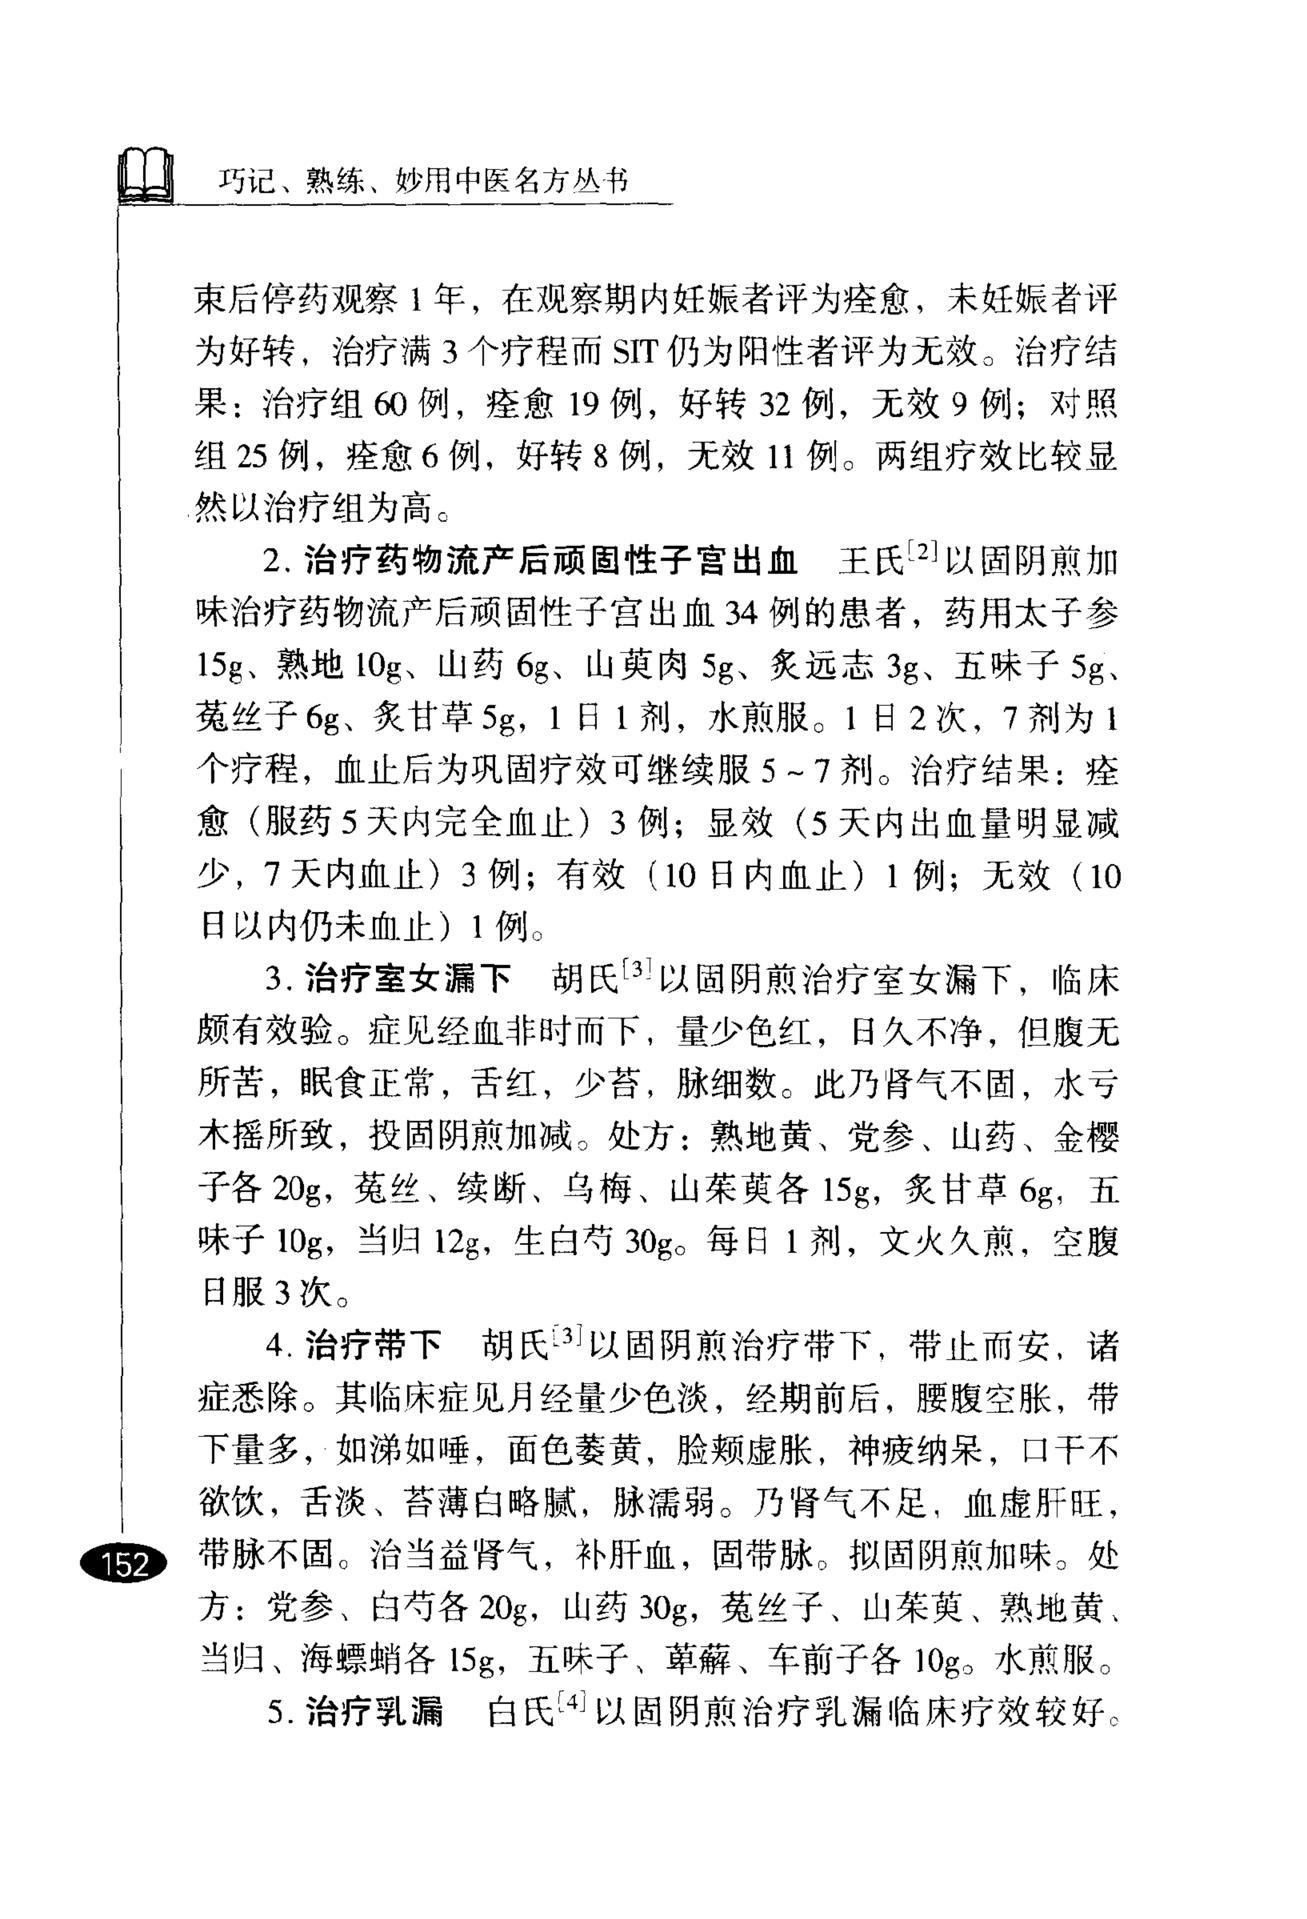 巧记、熟练、妙用中医名方丛书
束后停药观察 1 年，在观察期内妊娠者评为痊愈，未妊娠者评
为好转，治疗满 3 个疗程而 SIT 仍为阳性者评为无效。治疗结
果：治疗组 60 例，痊愈 19 例，好转 32 例，无效 9 例；对照
组 25 例，痊愈 6 例，好转 8 例，无效 11 例。两组疗效比较显
然以治疗组为高。
2. 治疗药物流产后顽固性子宫出血　王氏[2]以固阴煎加
味治疗药物流产后顽固性子宫出血 34 例的患者，药用太子参
15g、熟地 10g、山药 6g、山萸肉 5g、炙远志 3g、五味子 5g、
菟丝子 6g、炙甘草 5g，1 日 1 剂，水煎服。1 日 2 次，7 剂为 1
个疗程，血止后为巩固疗效可继续服 5～7 剂。治疗结果：痊
愈（服药 5 天内完全血止）3 例；显效（5 天内出血量明显减
少，7 天内血止）3 例；有效（10 日内血止）1 例；无效（10
日以内仍未血止）1 例。
3. 治疗室女漏下　胡氏[3]以固阴煎治疗室女漏下，临床
颇有效验。症见经血非时而下，量少色红，日久不净，但腹无
所苦，眠食正常，舌红，少苔，脉细数。此乃肾气不固，水亏
木摇所致，投固阴煎加减。处方：熟地黄、党参、山药、金樱
子各 20g，菟丝、续断、乌梅、山茱萸各 15g，炙甘草 6g，五
味子 10g，当归 12g，生白芍 30g。每日 1 剂，文火久煎，空腹
日服 3 次。
4. 治疗带下　胡氏[3]以固阴煎治疗带下，带止而安，诸
症悉除。其临床症见月经量少色淡，经期前后，腰腹空胀，带
下量多，如涕如唾，面色萎黄，脸颊虚胀，神疲纳呆，口干不
欲饮，舌淡、苔薄白略腻，脉濡弱。乃肾气不足，血虚肝旺，
带脉不固。治当益肾气，补肝血，固带脉。拟固阴煎加味。处
方：党参、白芍各 20g，山药 30g，菟丝子、山茱萸、熟地黄、
当归、海螵蛸各 15g，五味子、萆薢、车前子各 10g。水煎服。
5. 治疗乳漏　白氏[4]以固阴煎治疗乳漏临床疗效较好。
152